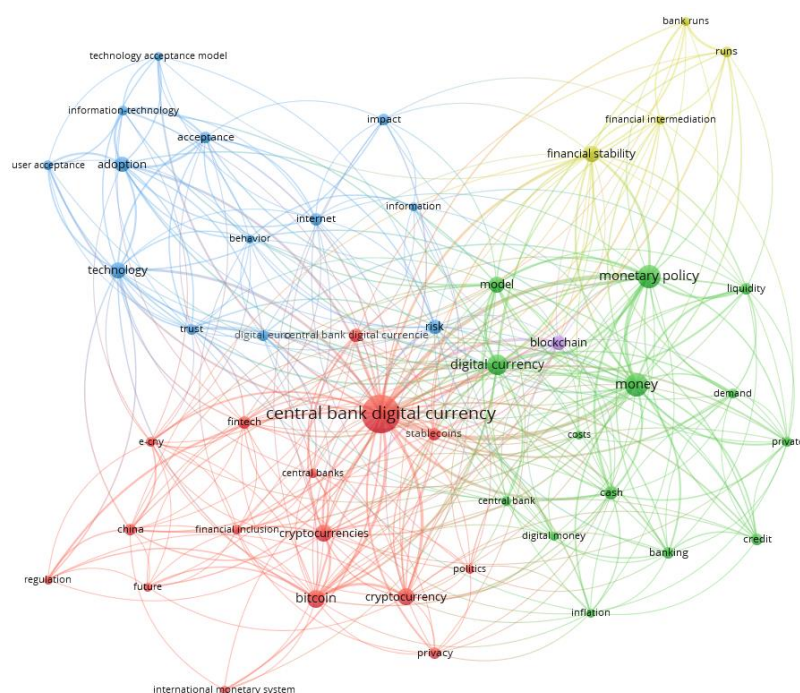 bank runs
runs
technology acceptance model
information-technology
impact
financial intermediation
acceptance
financial stability
user acceptance
adoption
information
internet
behavior
technology
monetary policy
model
liquidity
trust
risk
digital euro
central bank digital currencie
blockchain
digital currency
money
demand
central bank digital currency
fintech
stablecoins
costs
e-cny
private
central banks
cash
central bank
china
financial inclusion
cryptocurrencies
digital money
credit
banking
politics
regulation
future
bitcoin
cryptocurrency
inflation
privacy
international monetary system